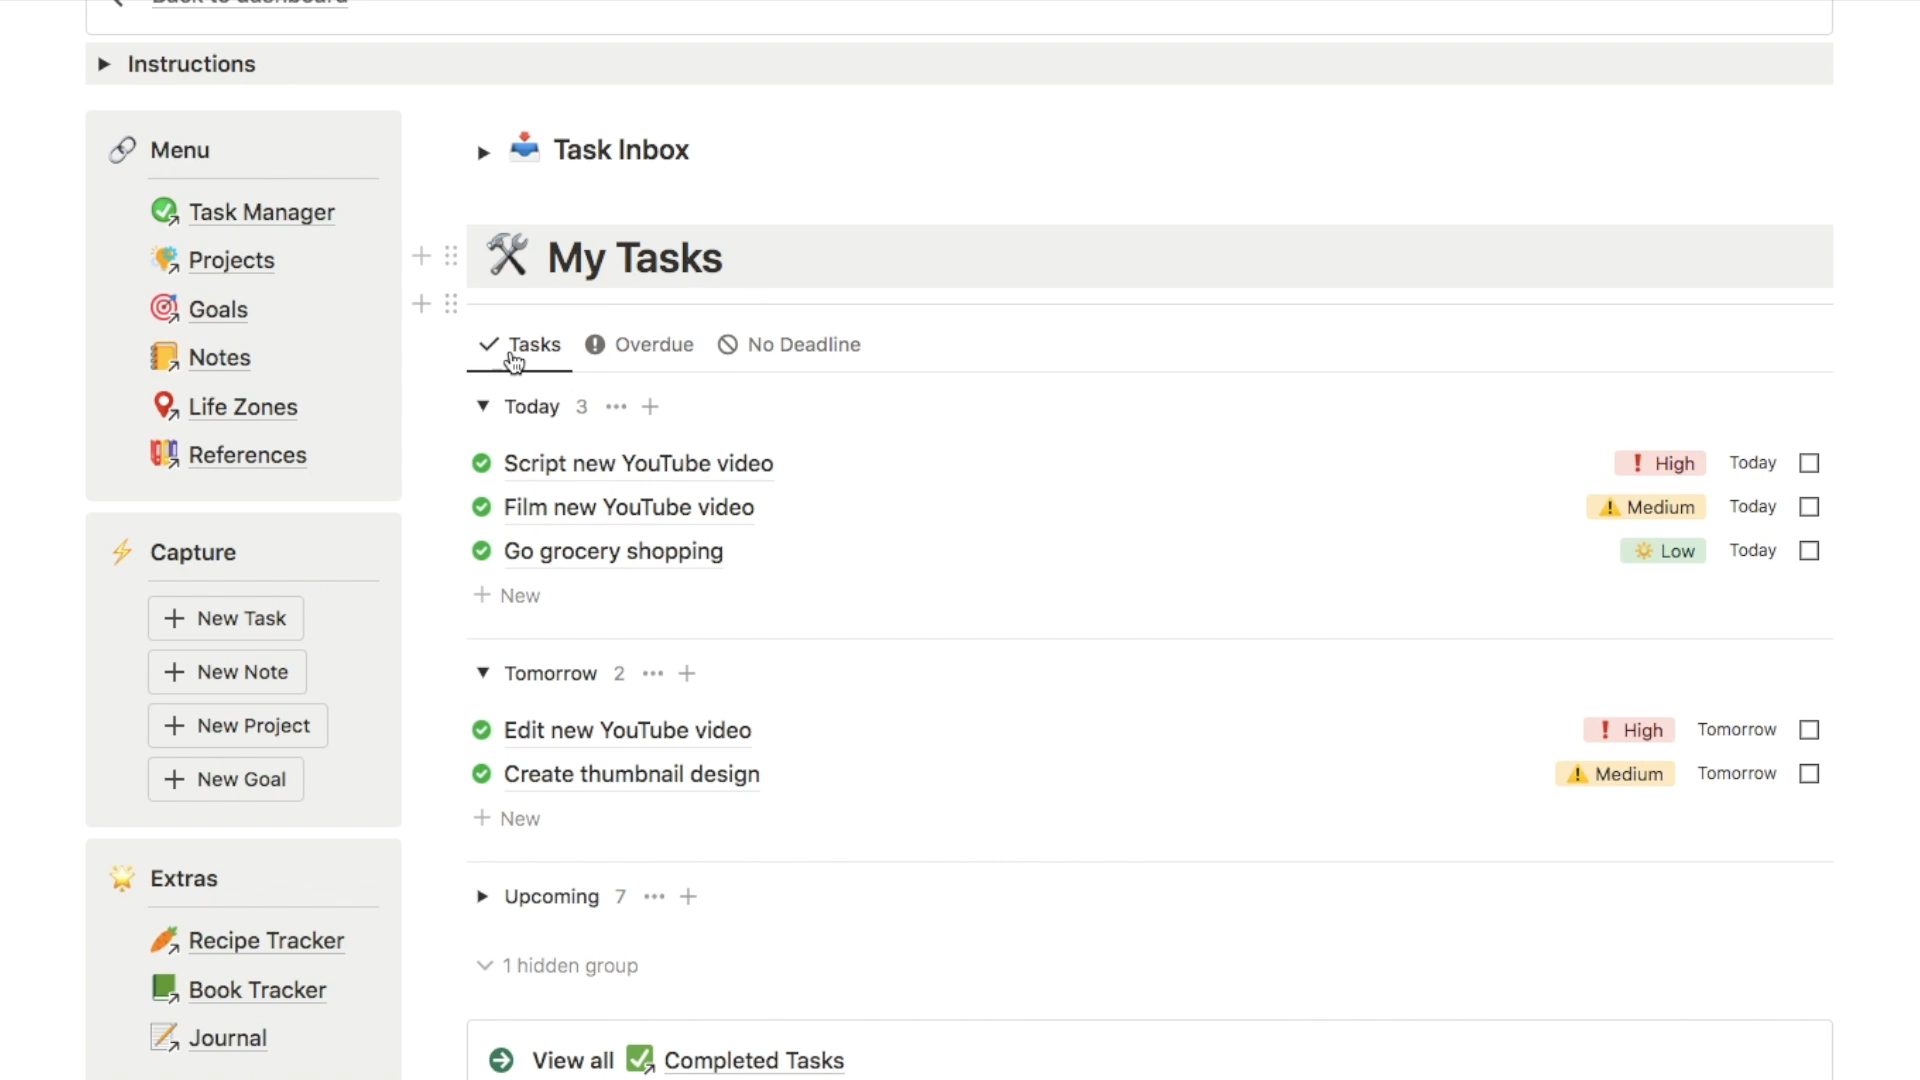 Back to dashboard
Instructions
Menu
Task Manager
Projects
Goals
Notes
Life Zones
References
Capture
New Task
New Note
New Project
New Goal
Extras
Recipe Tracker
Book Tracker
Journal
Task Inbox
My Tasks
Tasks Overdue No Deadline
Today 3
Script new YouTube video High Today
Film new YouTube video Medium Today
Go grocery shopping Low Today
New
Tomorrow 2
Edit new YouTube video High Tomorrow
Create thumbnail design Medium Tomorrow
New
Upcoming 7
1 hidden group
View all Completed Tasks